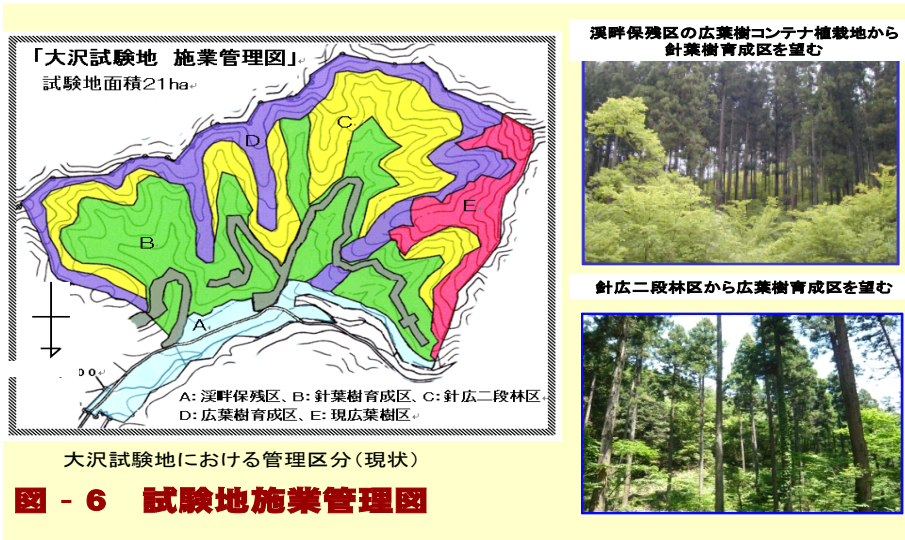 「大沢試験地 施業管理図」
試験地面積21ha
D
C
E
B
A
A: 渓畔保残区、B: 針葉樹育成区、C: 針広二段林区
D: 広葉樹育成区、E: 現広葉樹区
大沢試験地における管理区分(現状)
図 - 6 試験地施業管理図
渓畔保残区の広葉樹コンテナ植栽地から
針葉樹育成区を望む
針広二段林区から広葉樹育成区を望む